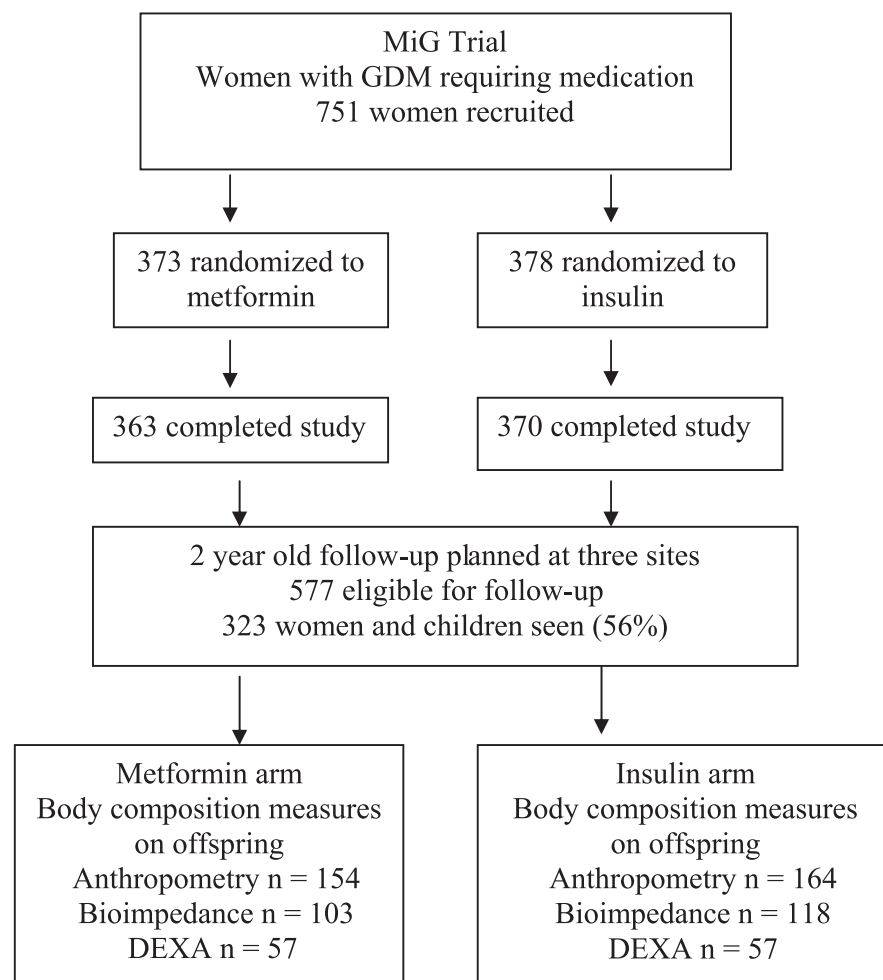 MiG Trial
Women with GDM requiring medication
751 women recruited
373 randomized to
metformin
378 randomized to
insulin
363 completed study
370 completed study
2 year old follow-up planned at three sites
577 eligible for follow-up
323 women and children seen (56%)
Metformin arm
Body composition measures
on offspring
Anthropometry n = 154
Bioimpedance n = 103
DEXA n = 57
Insulin arm
Body composition measures
on offspring
Anthropometry n = 164
Bioimpedance n = 118
DEXA n = 57